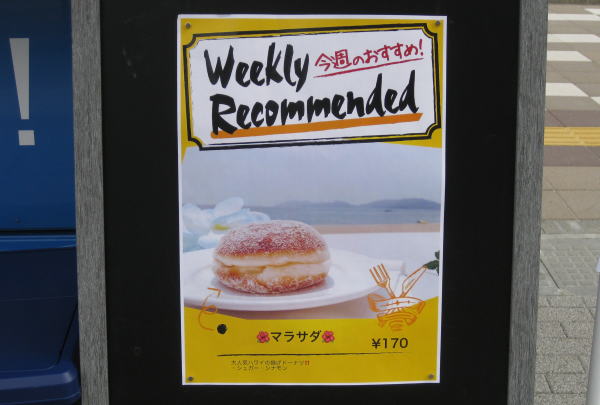 Weekly
今週のおすすめ!
Recommended
🌺マラサダ🌺
¥170
大人気ハワイの揚げドーナツ!!
・シュガー ・シナモン
!